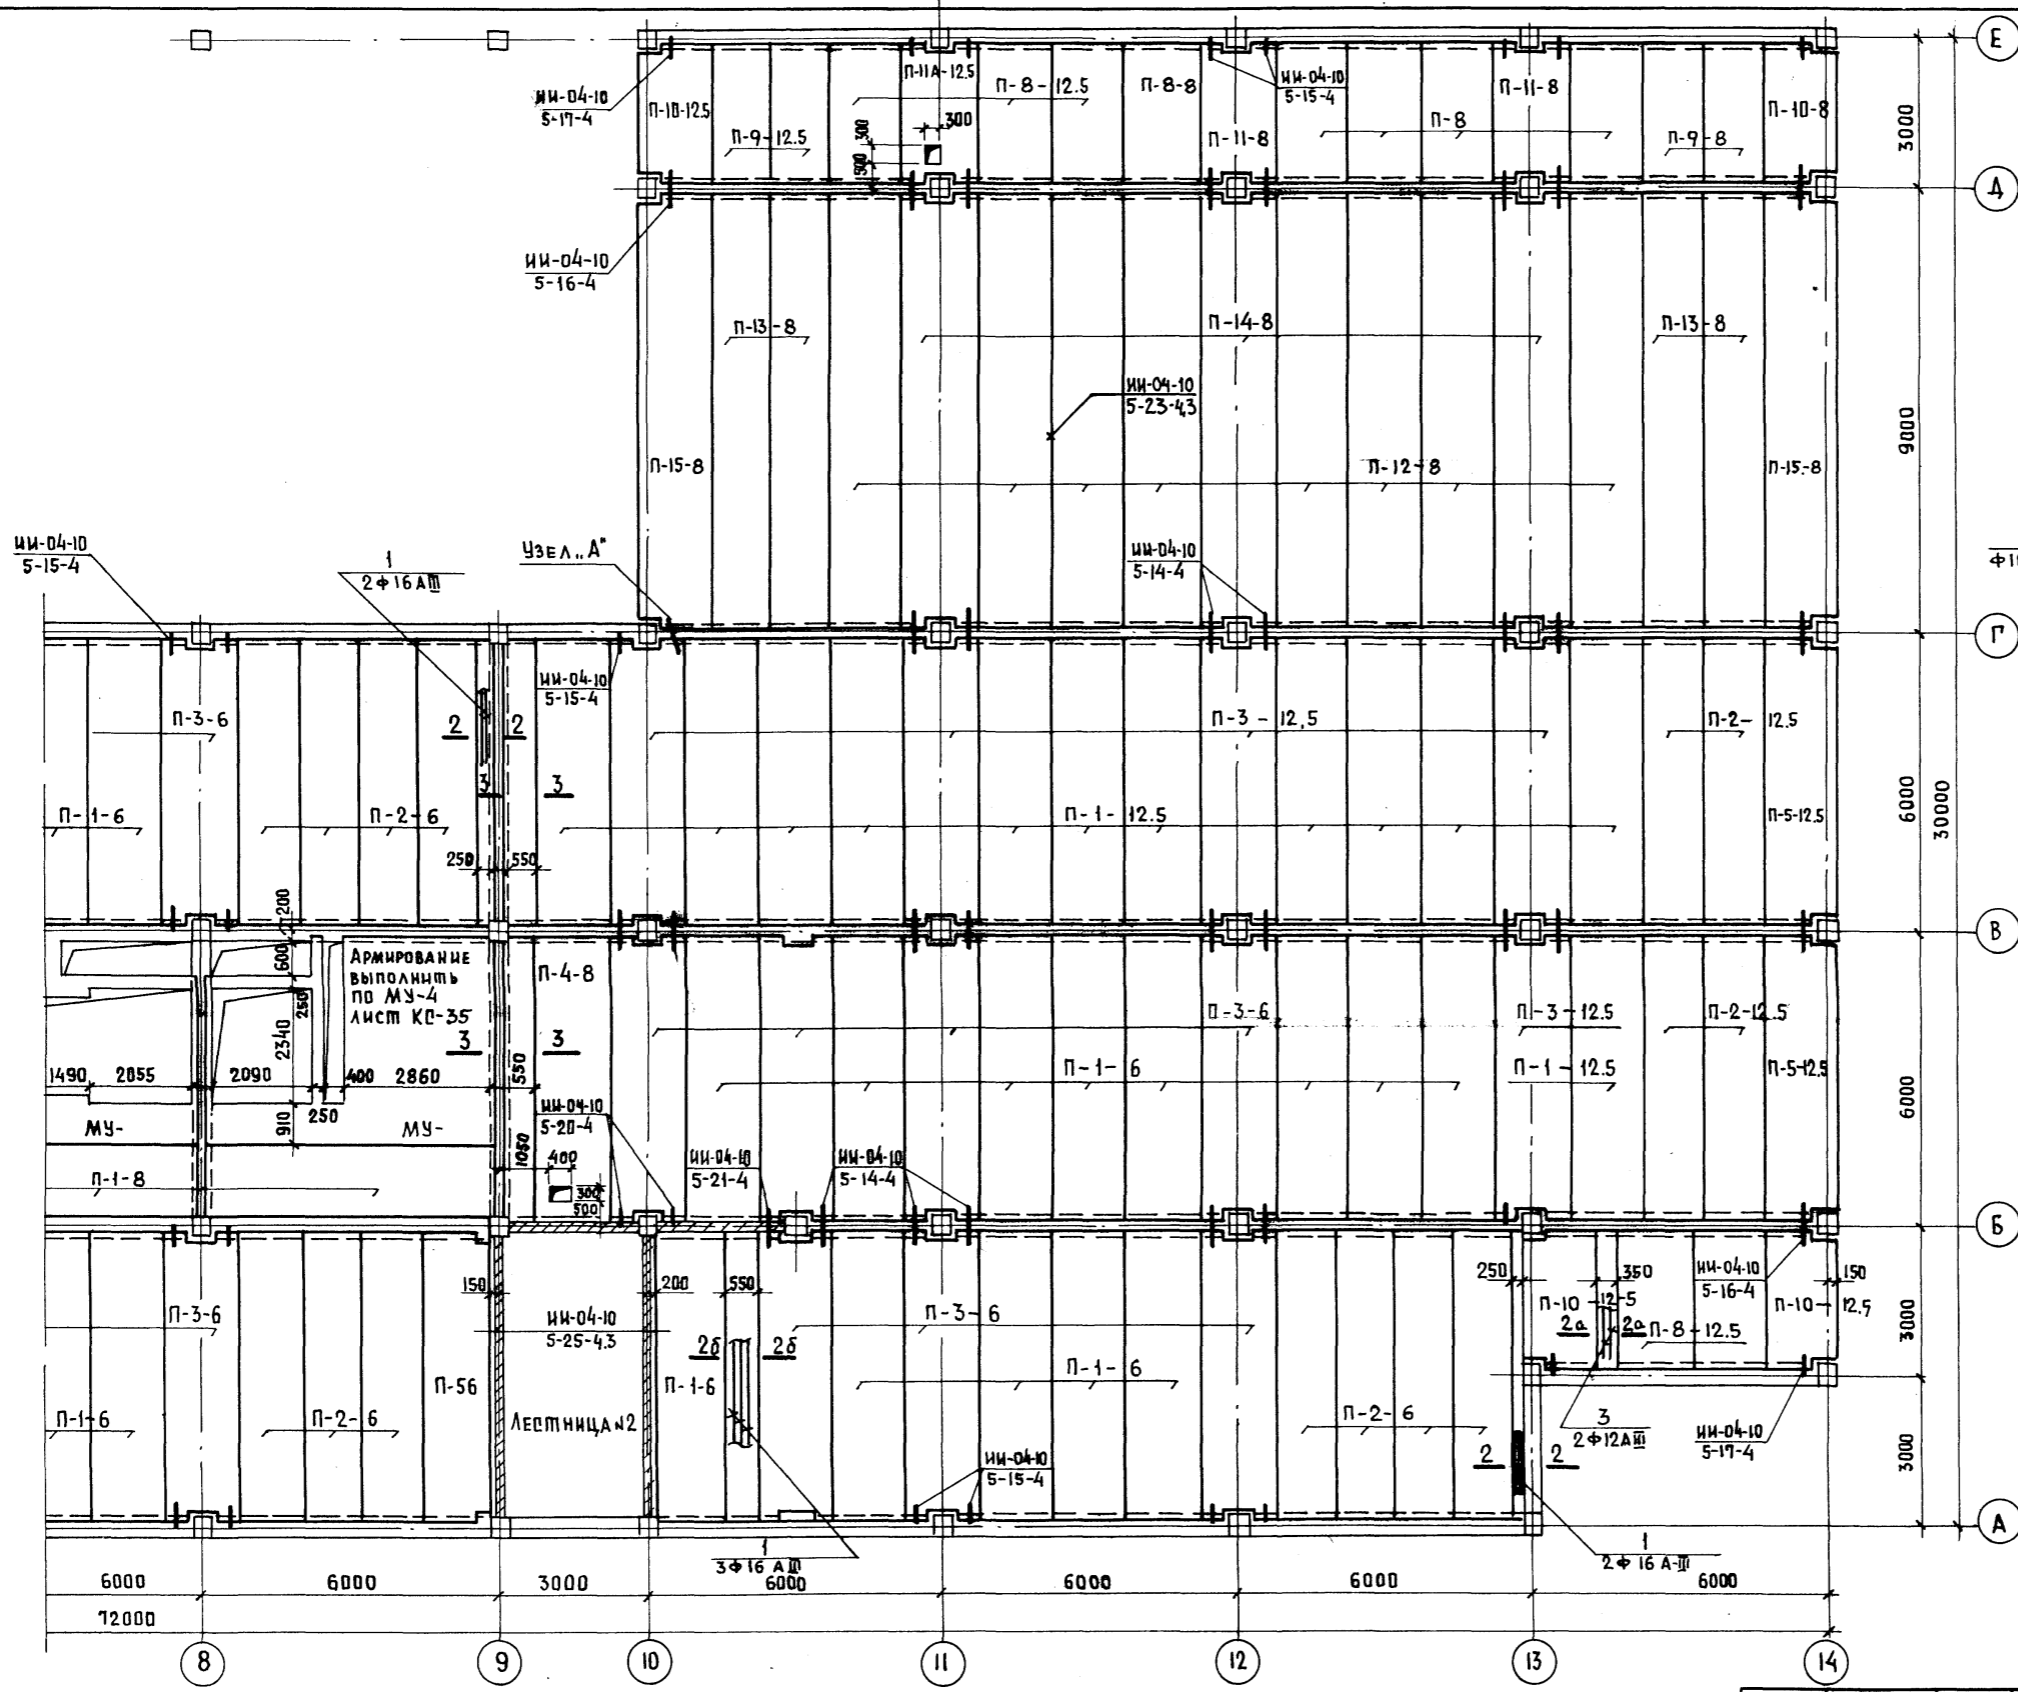 Е
ИИ-04-10
5-17-4
П-10-12.5
П-9-12.5
П-11А-12.5
300
300
500
П-8-12.5
П-8-8
П-11-8
ИИ-04-10
5-15-4
П-8
П-11-8
П-9-8
П-10-8
3000
Д
ИИ-04-10
5-16-4
П-13-8
П-14-8
П-13-8
ИИ-04-10
5-23-4,3
9000
П-15-8
П-12-8
П-15-8
ИИ-04-10
5-15-4
1
2Ф16АIII
УЗЕЛ „А"
ИИ-04-10
5-14-4
Г
П-3-6
2
2
ИИ-04-10
5-15-4
П-3-12,5
П-2-12.5
3
3
П-1-6
П-2-6
П-1-12.5
П-5-12.5
6000
30000
250
550
В
200
600
250
2340
910
АРМИРОВАНИЕ
ВЫПОЛНИТЬ
ПО МУ-4
ЛИСТ КС-35
П-4-8
П-3-6
П-3-12.5
П-2-12.5
3
3
1490
2055
2090
400
2860
550
250
П-1-6
П-1-12.5
П-5-12.5
6000
МУ-
МУ-
ИИ-04-10
5-20-4
1050
400
300
500
ИИ-04-10
5-21-4
ИИ-04-10
5-14-4
П-1-8
Б
150
200
550
250
350
ИИ-04-10
5-16-4
150
П-3-6
ИИ-04-10
5-25-4.3
П-3-6
П-10-12-5
П-10-12.5
2а
2а
П-8-12.5
3000
2б
2б
П-56
П-1-6
П-1-6
П-1-6
П-2-6
ЛЕСТНИЦА №2
П-2-6
3
2Ф12АIII
ИИ-04-10
5-17-4
3000
ИИ-04-10
5-15-4
2
2
А
1
3Ф16 АIII
1
2Ф16 А-III
6000
6000
3000
6000
6000
6000
6000
72000
8
9
10
11
12
13
14